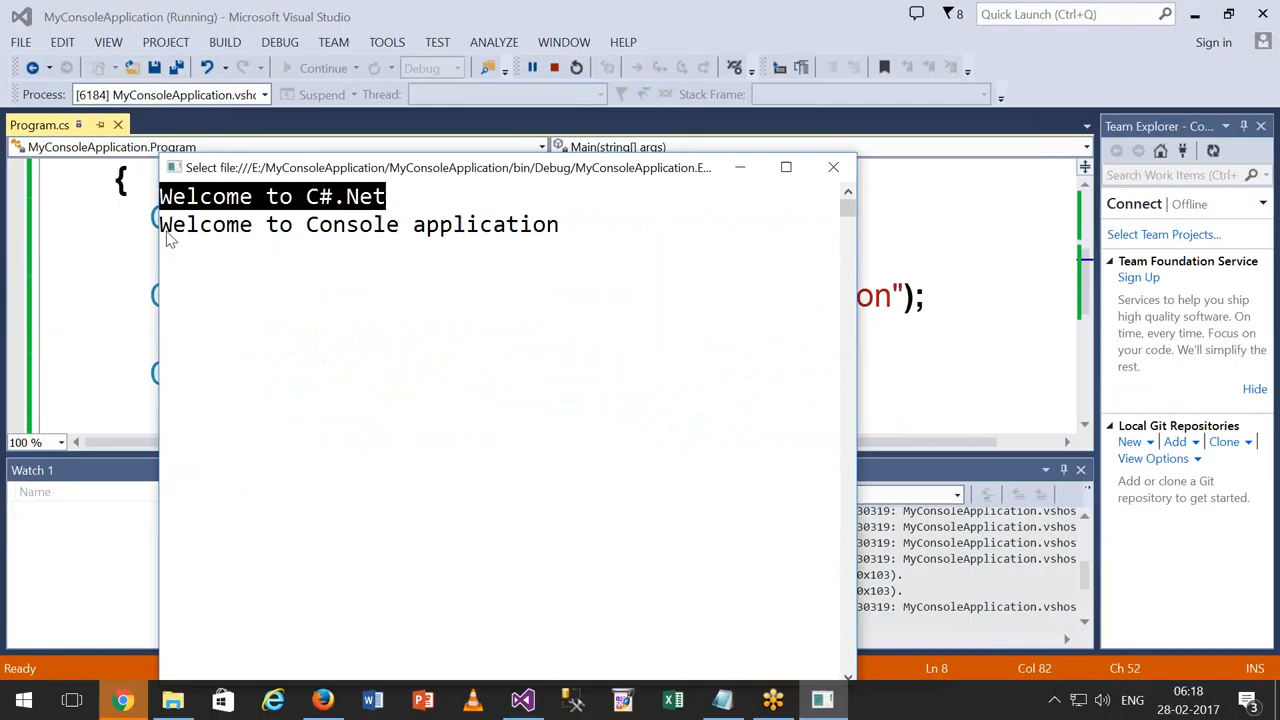 MyConsoleApplication (Running) - Microsoft Visual Studio
8
Quick Launch (Ctrl+Q)
FILE EDIT VIEW PROJECT BUILD DEBUG TEAM TOOLS TEST ANALYZE WINDOW HELP
Sign in
Continue Debug
Process: [6184] MyConsoleApplication.vshc Suspend Thread: Stack Frame:
Program.cs
MyConsoleApplication.Program
Main(string[] args)
{
Select file:///E:/MyConsoleApplication/MyConsoleApplication/bin/Debug/MyConsoleApplication.E...
Welcome to C#.Net
Welcome to Console application
on");
100 %
Watch 1
Name
30319: MyConsoleApplication.vshos
30319: MyConsoleApplication.vshos
30319: MyConsoleApplication.vshos
30319: MyConsoleApplication.vshos
0x103).
0x103).
30319: MyConsoleApplication.vshos
Team Explorer - Co...
Search Work Items (Ctrl+
Connect | Offline
Select Team Projects...
Team Foundation Service
Sign Up
Services to help you ship
high quality software. On
time, every time. Focus on
your code. We'll simplify the
rest.
Hide
Local Git Repositories
New Add Clone
View Options
Add or clone a Git
repository to get started.
Ready
Ln 8 Col 82 Ch 52 INS
ENG
06:18
28-02-2017
3